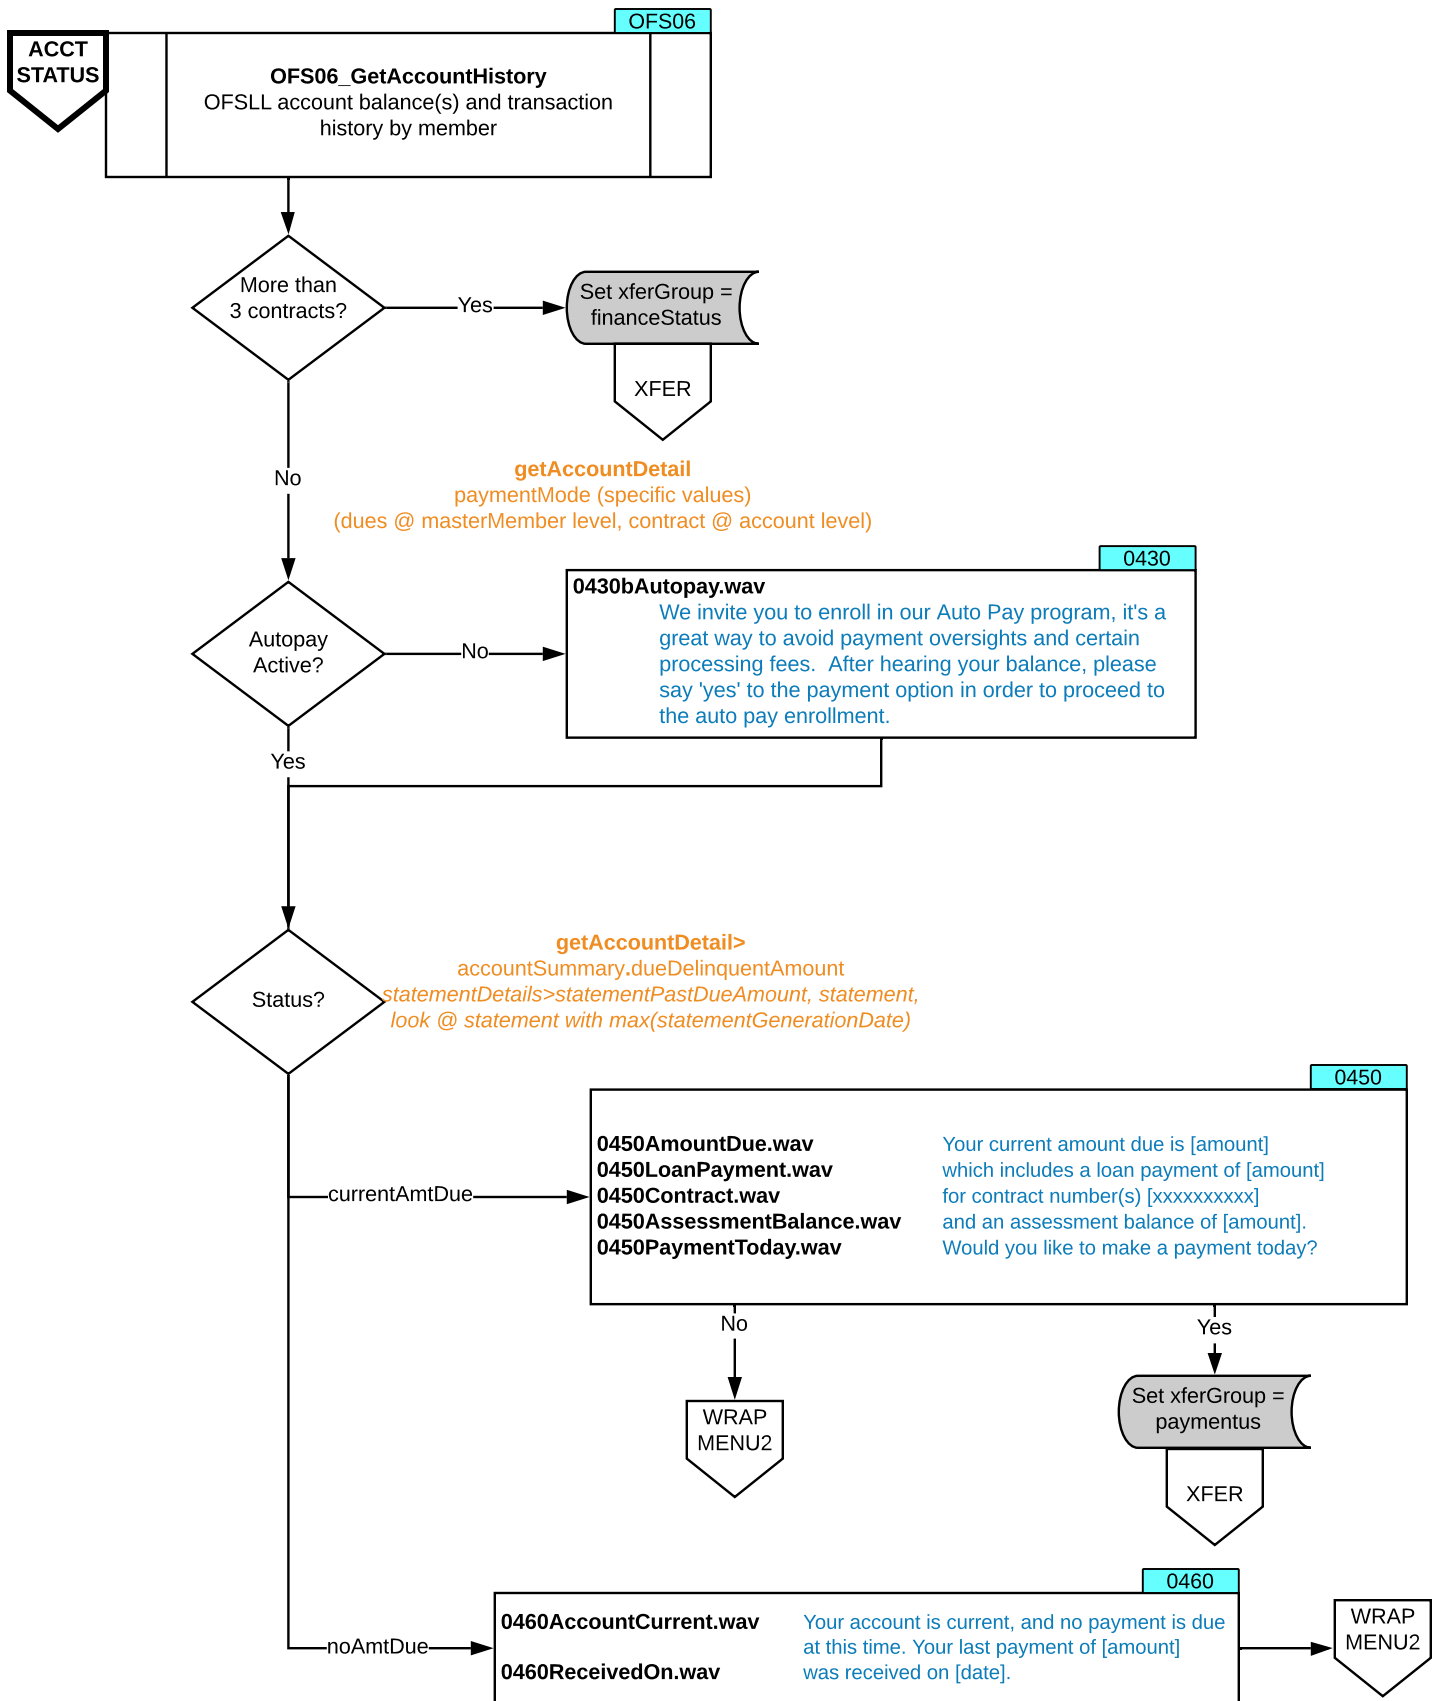 OFS06
ACCT
STATUS
OFS06_GetAccountHistory
OFSLL account balance(s) and transaction
history by member
More than
3 contracts?
Yes
Set xferGroup =
financeStatus
XFER
No
getAccountDetail
paymentMode (specific values)
(dues @ masterMember level, contract @ account level)
0430
0430bAutopay.wav
We invite you to enroll in our Auto Pay program, it's a
great way to avoid payment oversights and certain
processing fees.  After hearing your balance, please
say 'yes' to the payment option in order to proceed to
the auto pay enrollment.
Autopay
Active?
No
Yes
getAccountDetail>
accountSummary.dueDelinquentAmount
statementDetails>statementPastDueAmount, statement,
look @ statement with max(statementGenerationDate)
Status?
0450
0450AmountDue.wav Your current amount due is [amount]
0450LoanPayment.wav which includes a loan payment of [amount]
0450Contract.wav for contract number(s) [xxxxxxxxxx]
0450AssessmentBalance.wav and an assessment balance of [amount].
0450PaymentToday.wav Would you like to make a payment today?
currentAmtDue
No
Yes
WRAP
MENU2
Set xferGroup =
paymentus
XFER
0460
0460AccountCurrent.wav Your account is current, and no payment is due
at this time. Your last payment of [amount]
0460ReceivedOn.wav was received on [date].
noAmtDue
WRAP
MENU2